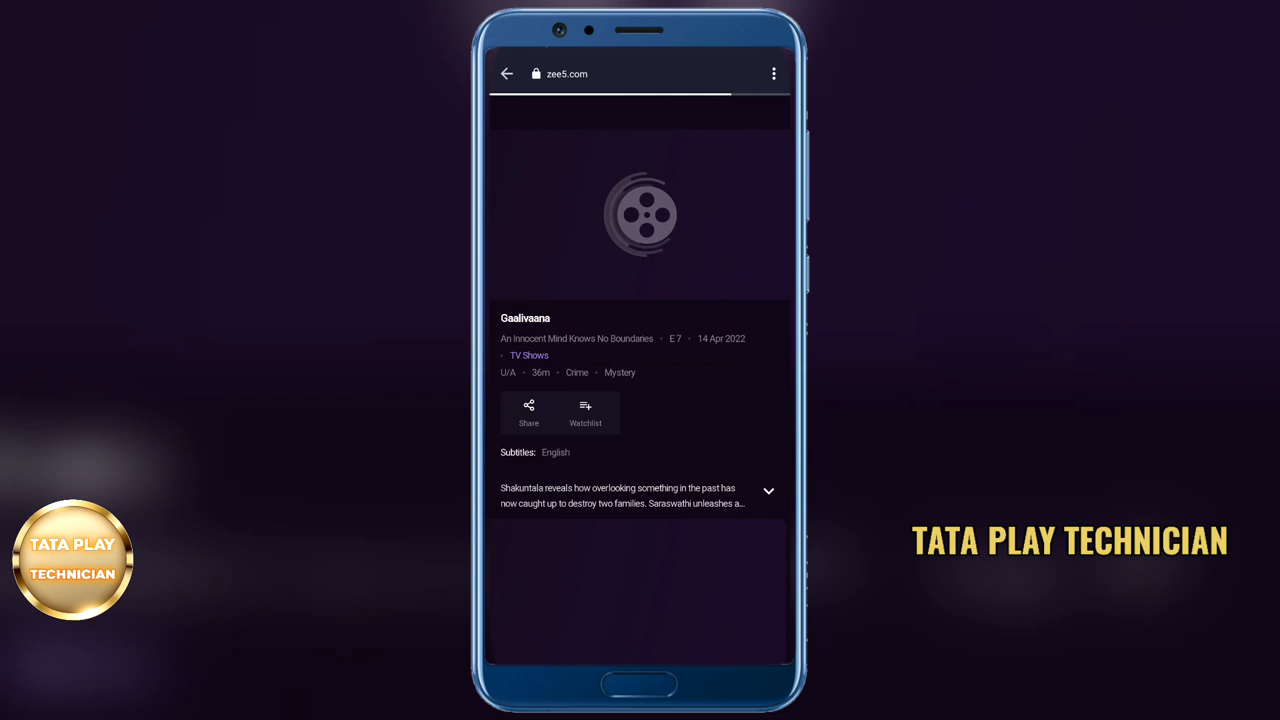 zee5.com
Gaalivaana
An Innocent Mind Knows No Boundaries • E 7 • 14 Apr 2022
• TV Shows
U/A • 36m • Crime • Mystery
Share Watchlist
Subtitles: English
Shakuntala reveals how overlooking something in the past has
now caught up to destroy two families. Saraswathi unleashes a...
TATA PLAY
TECHNICIAN
TATA PLAY TECHNICIAN